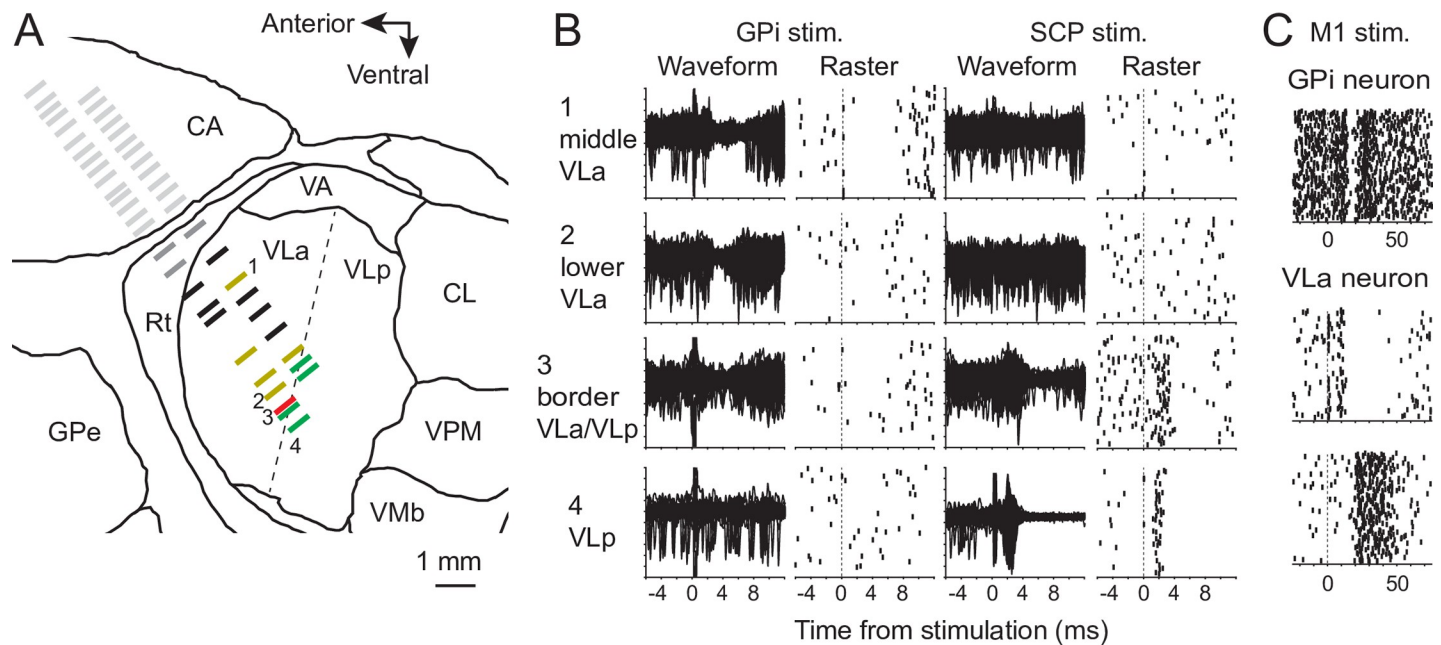 A
Anterior
Ventral
CA
VA
VLa
VLp
CL
Rt
GPe
VPM
VMb
1
2
3
4
1 mm
B
GPi stim.
SCP stim.
Waveform
Raster
Waveform
Raster
1
middle
VLa
2
lower
VLa
3
border
VLa/VLp
4
VLp
-4 0 4 8
-4 0 4 8
-4 0 4 8
-4 0 4 8
Time from stimulation (ms)
C
M1 stim.
GPi neuron
0 50
VLa neuron
0 50